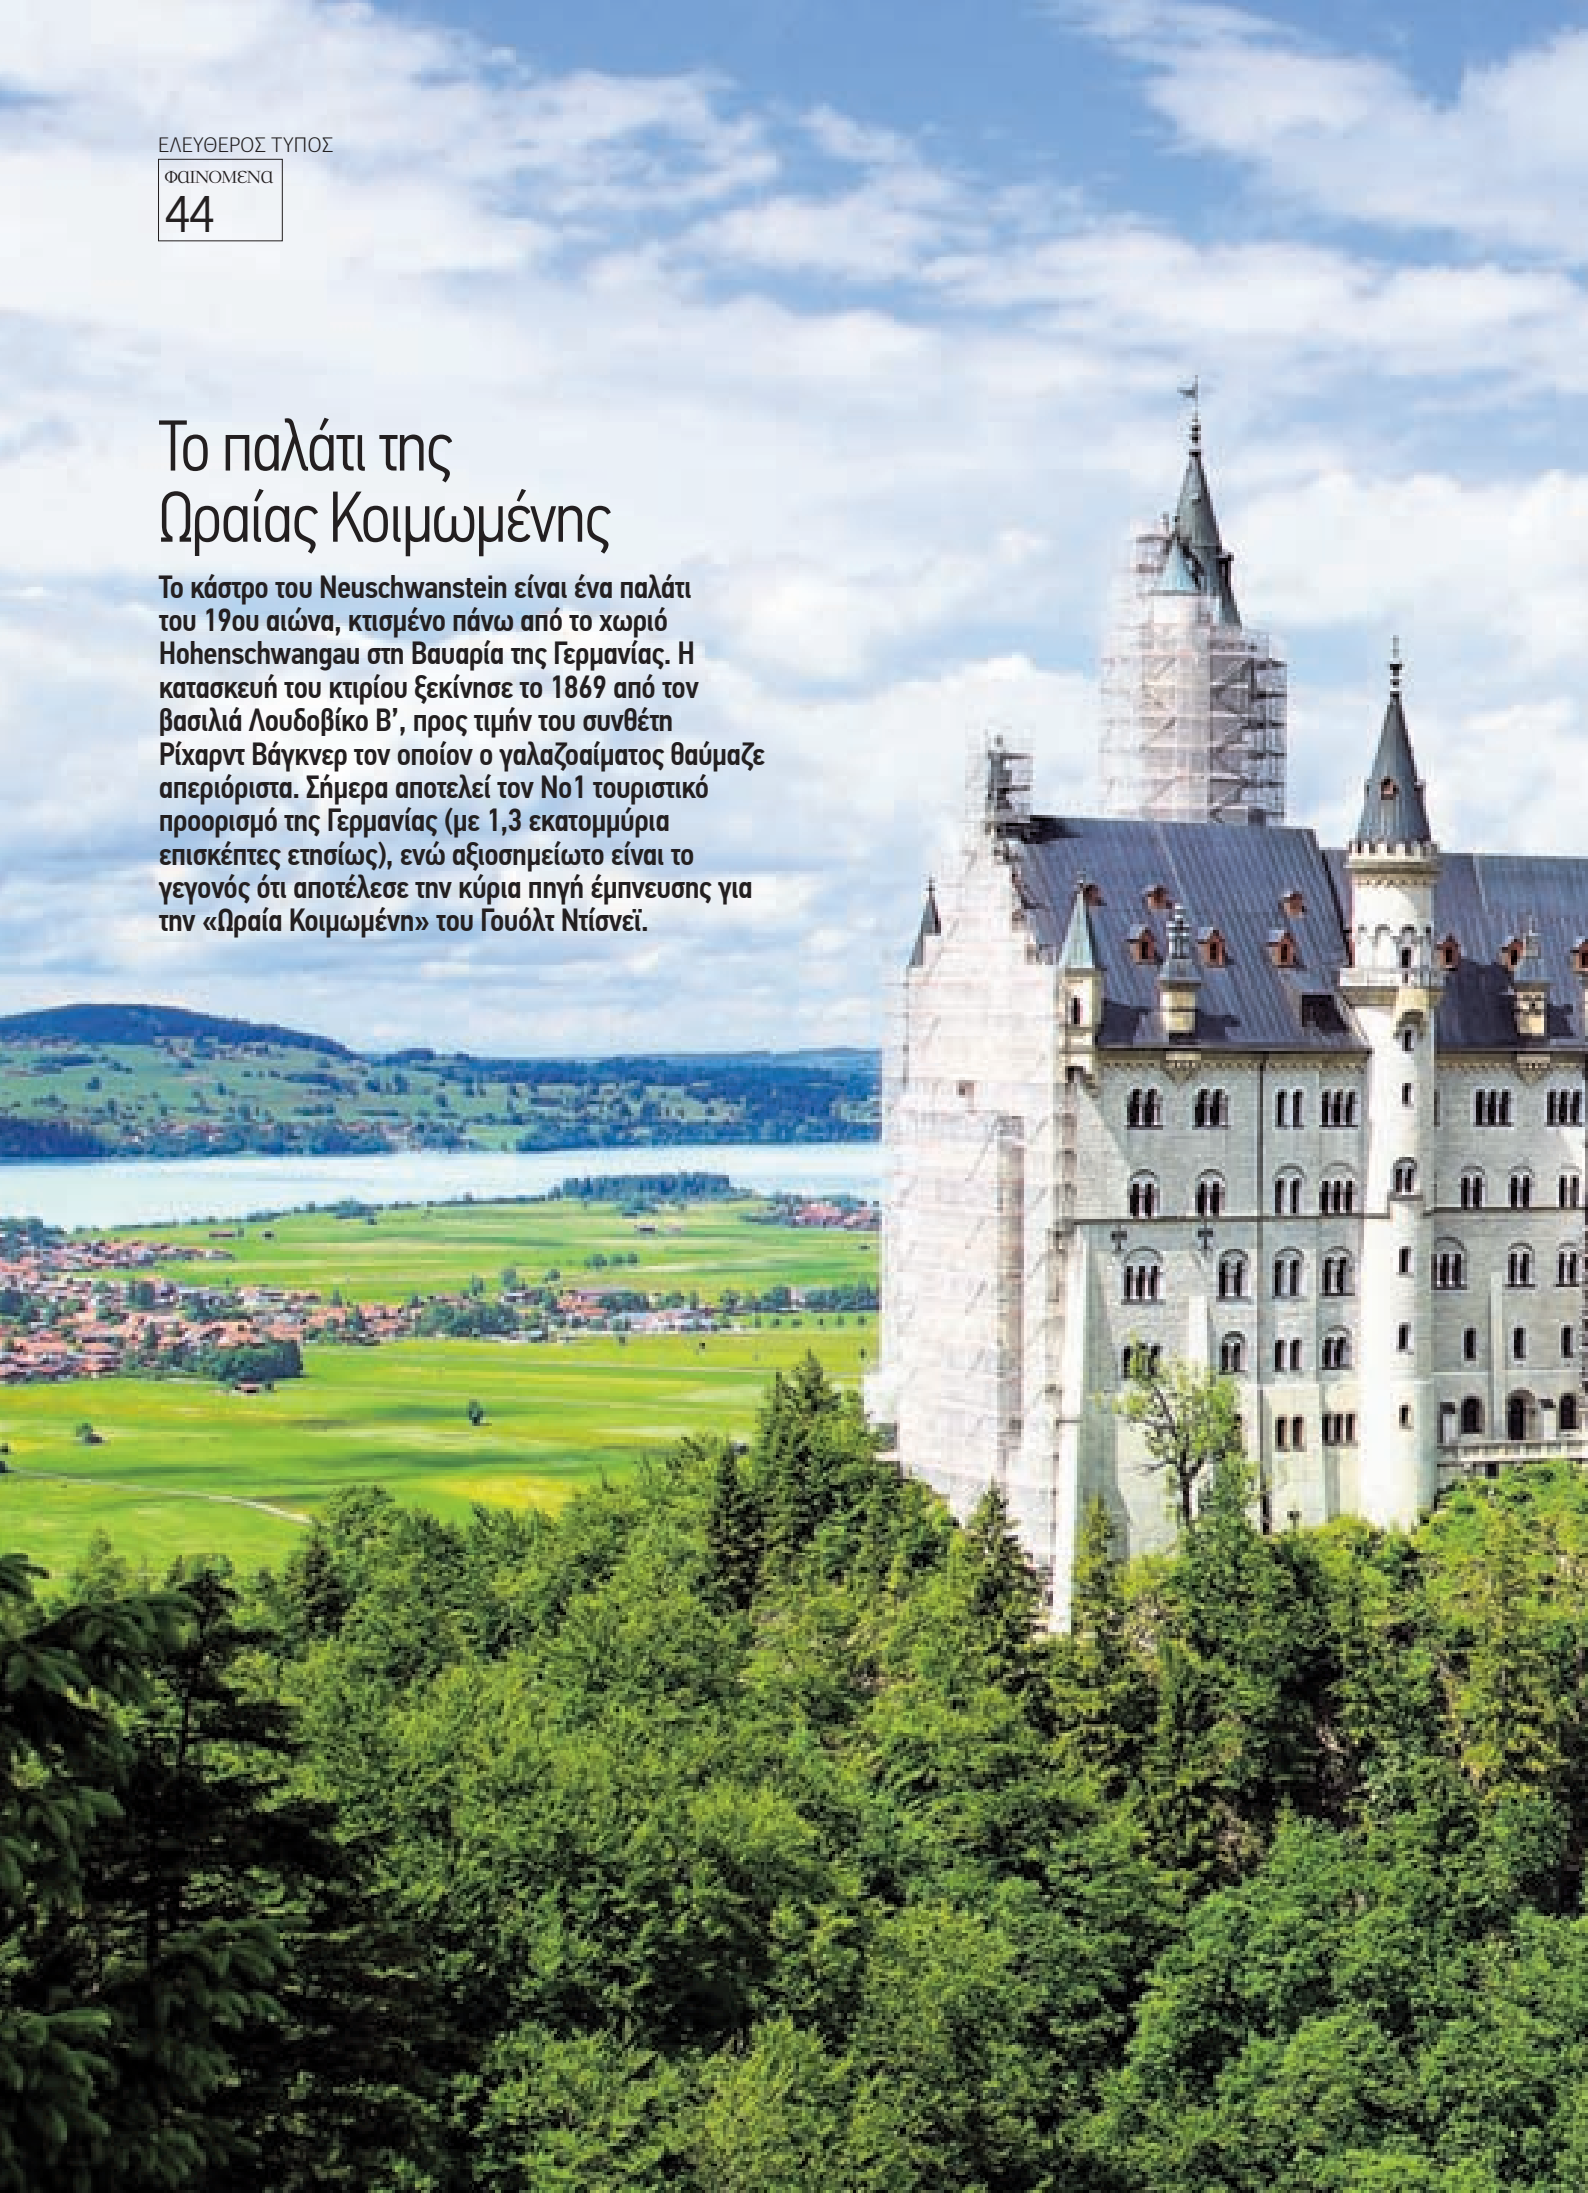 ΕΛΕΥΘΕΡΟΣ ΤΥΠΟΣ
ΦΑΙΝΟΜΕΝΑ
44
Το παλάτι της
Ωραίας Κοιμωμένης
Το κάστρο του Neuschwanstein είναι ένα παλάτι
του 19ου αιώνα, κτισμένο πάνω από το χωριό
Hohenschwangau στη Βαυαρία της Γερμανίας. Η
κατασκευή του κτιρίου ξεκίνησε το 1869 από τον
βασιλιά Λουδοβίκο Β’, προς τιμήν του συνθέτη
Ρίχαρντ Βάγκνερ τον οποίον ο γαλαζοαίματος θαύμαζε
απεριόριστα. Σήμερα αποτελεί τον Νο1 τουριστικό
προορισμό της Γερμανίας (με 1,3 εκατομμύρια
επισκέπτες ετησίως), ενώ αξιοσημείωτο είναι το
γεγονός ότι αποτέλεσε την κύρια πηγή έμπνευσης για
την «Ωραία Κοιμωμένη» του Γουόλτ Ντίσνεϊ.